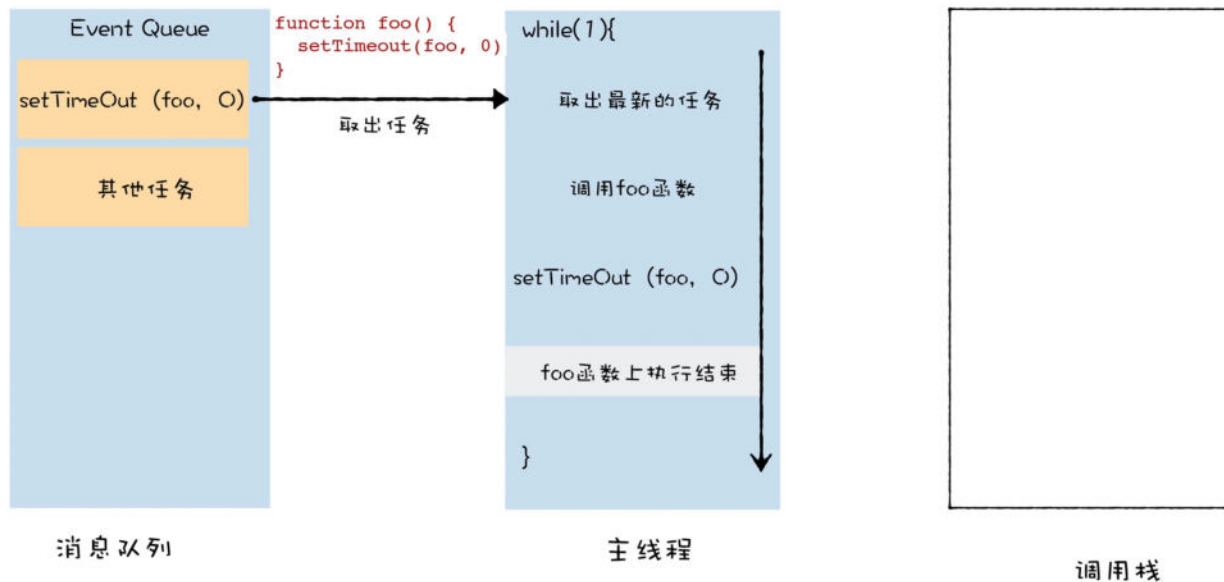 Event Queue
setTimeOut (foo, 0)
其他任务
消息队列
function foo() {
  setTimeout(foo, 0)
}
取出任务
while(1){
取出最新的任务
调用foo函数
setTimeOut (foo, 0)
foo函数上执行结束
}
主线程
调用栈